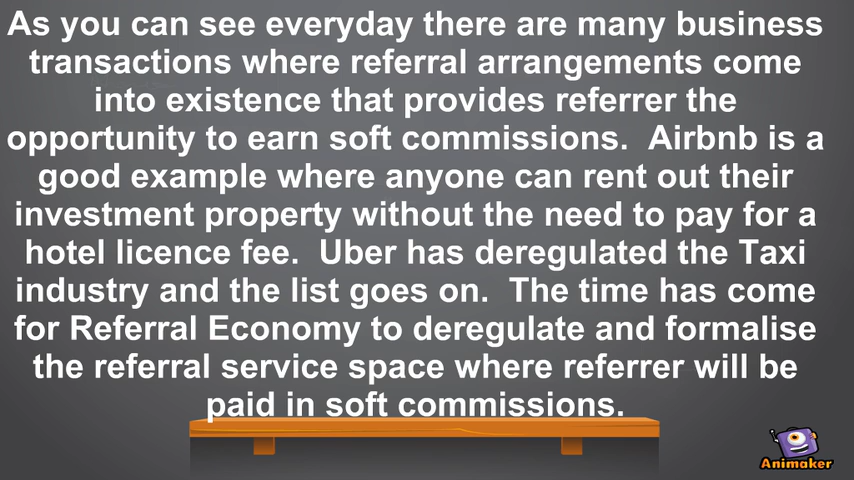 As you can see everyday there are many business
transactions where referral arrangements come
into existence that provides referrer the
opportunity to earn soft commissions.  Airbnb is a
good example where anyone can rent out their
investment property without the need to pay for a
hotel licence fee.  Uber has deregulated the Taxi
industry and the list goes on.  The time has come
for Referral Economy to deregulate and formalise
the referral service space where referrer will be
paid in soft commissions.
Animaker